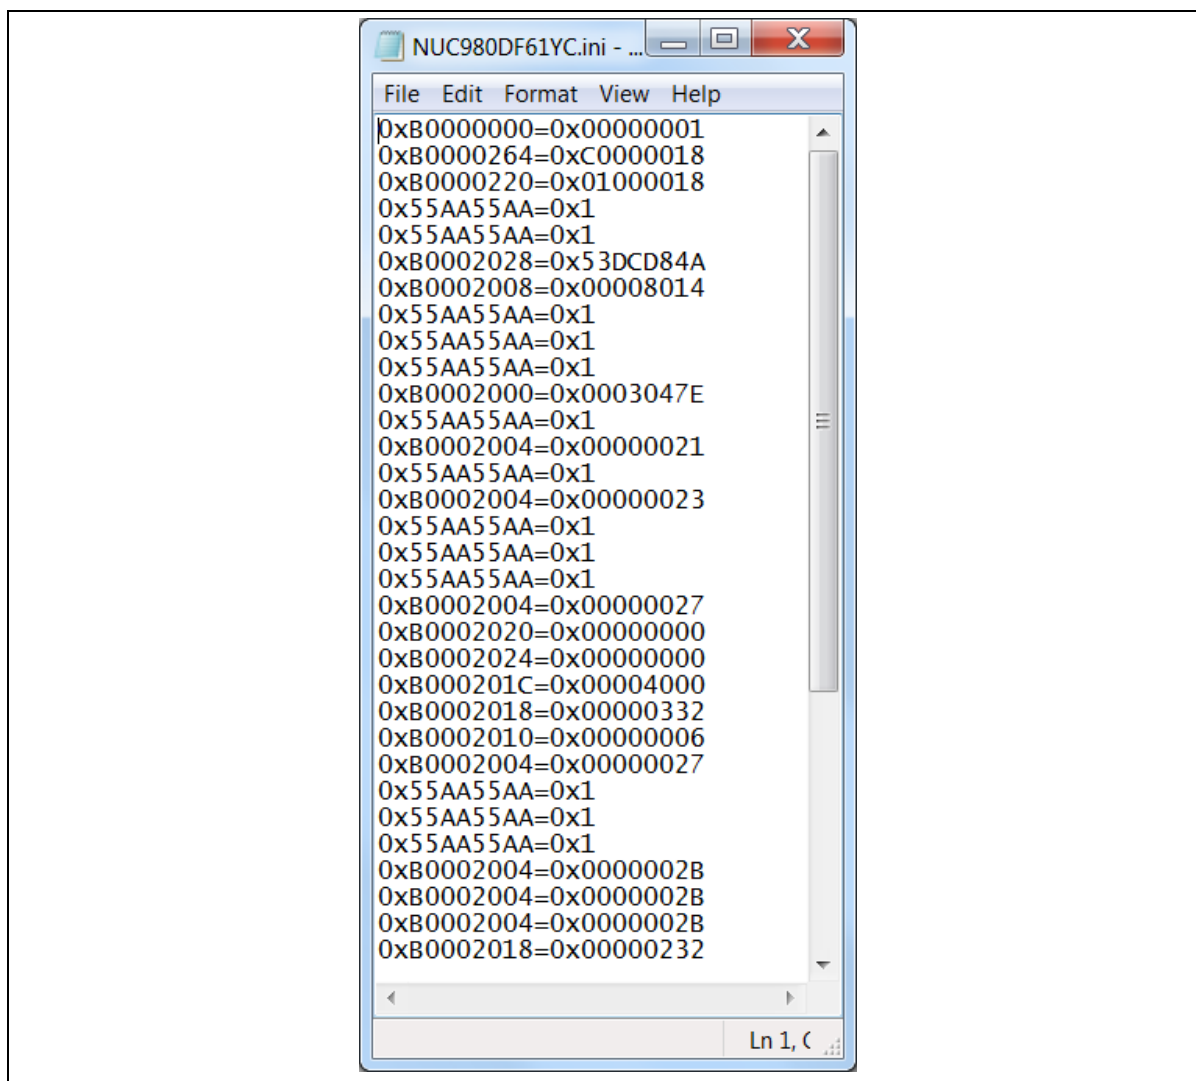 NUC980DF61YC.ini - ...
File Edit Format View Help
0xB0000000=0x00000001
0xB0000264=0xC0000018
0xB0000220=0x01000018
0x55AA55AA=0x1
0x55AA55AA=0x1
0xB0002028=0x53DCD84A
0xB0002008=0x00008014
0x55AA55AA=0x1
0x55AA55AA=0x1
0x55AA55AA=0x1
0xB0002000=0x0003047E
0x55AA55AA=0x1
0xB0002004=0x00000021
0x55AA55AA=0x1
0xB0002004=0x00000023
0x55AA55AA=0x1
0x55AA55AA=0x1
0x55AA55AA=0x1
0xB0002004=0x00000027
0xB0002020=0x00000000
0xB0002024=0x00000000
0xB000201C=0x00004000
0xB0002018=0x00000332
0xB0002010=0x00000006
0xB0002004=0x00000027
0x55AA55AA=0x1
0x55AA55AA=0x1
0x55AA55AA=0x1
0xB0002004=0x0000002B
0xB0002004=0x0000002B
0xB0002004=0x0000002B
0xB0002018=0x00000232
Ln 1, C